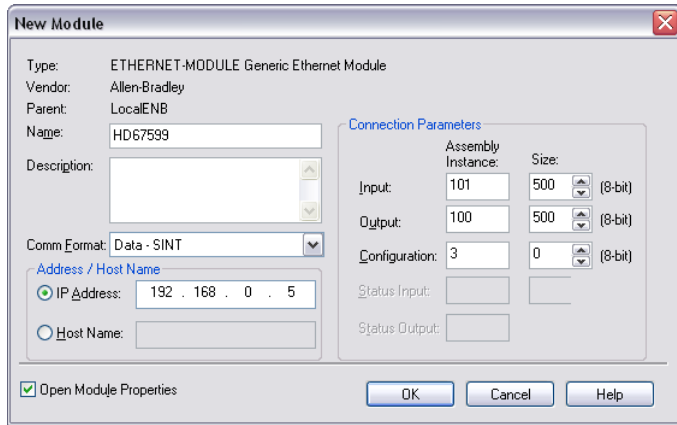 New Module
Type: ETHERNET-MODULE Generic Ethernet Module
Vendor: Allen-Bradley
Parent: LocalENB
Name: HD67599
Description:
Comm Format: Data - SINT
Address / Host Name
IP Address: 192 . 168 . 0 . 5
Host Name:
Connection Parameters
Assembly
Instance: Size:
Input: 101 500 (8-bit)
Output: 100 500 (8-bit)
Configuration: 3 0 (8-bit)
Status Input:
Status Output:
Open Module Properties
OK Cancel Help